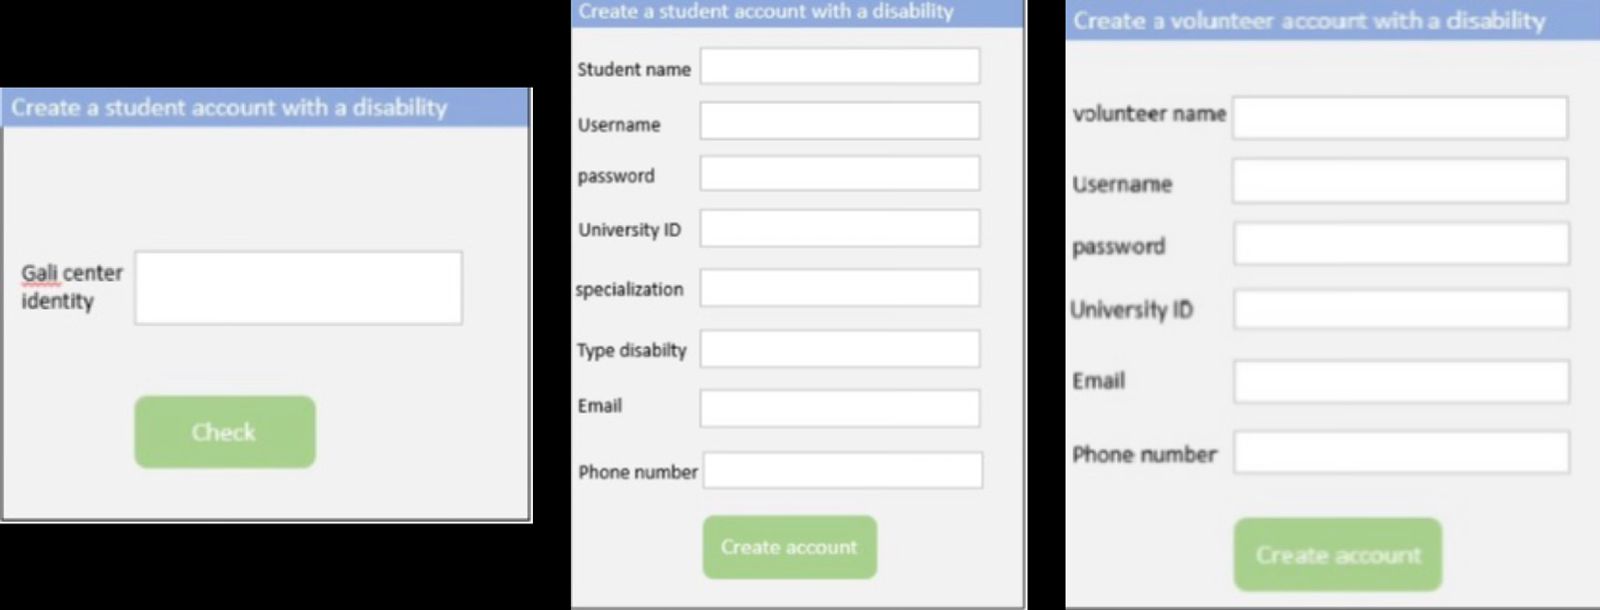 Create a student account with a disability
Gali center
identity
Check
Create a student account with a disability
Student name
Username
password
University ID
specialization
Type disabilty
Email
Phone number
Create account
Create a volunteer account with a disability
volunteer name
Username
password
University ID
Email
Phone number
Create account